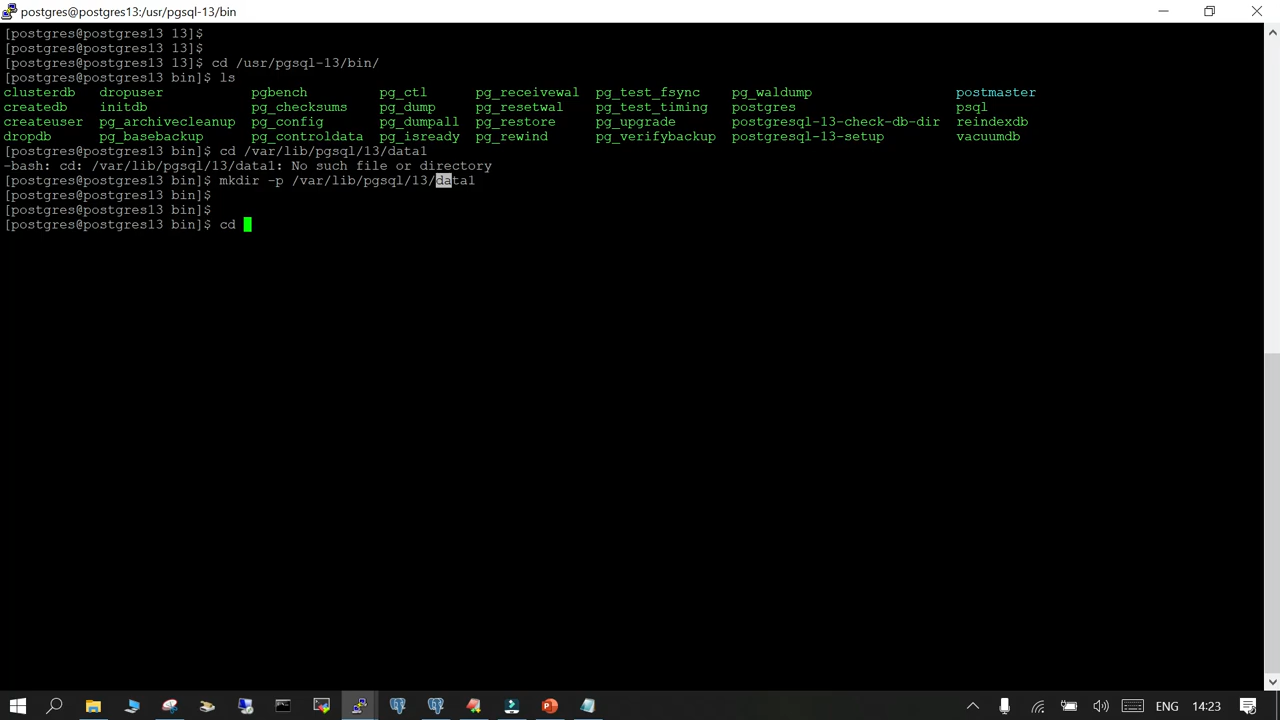 postgres@postgres13:/usr/pgsql-13/bin
[postgres@postgres13 13]$
[postgres@postgres13 13]$
[postgres@postgres13 13]$ cd /usr/pgsql-13/bin/
[postgres@postgres13 bin]$ ls
clusterdb dropuser pgbench pg_ctl pg_receivewal pg_test_fsync pg_waldump postmaster
createdb initdb pg_checksums pg_dump pg_resetwal pg_test_timing postgres psql
createuser pg_archivecleanup pg_config pg_dumpall pg_restore pg_upgrade postgresql-13-check-db-dir reindexdb
dropdb pg_basebackup pg_controldata pg_isready pg_rewind pg_verifybackup postgresql-13-setup vacuumdb
[postgres@postgres13 bin]$ cd /var/lib/pgsql/13/data1
-bash: cd: /var/lib/pgsql/13/data1: No such file or directory
[postgres@postgres13 bin]$ mkdir -p /var/lib/pgsql/13/data1
[postgres@postgres13 bin]$
[postgres@postgres13 bin]$
[postgres@postgres13 bin]$ cd
ENG 14:23